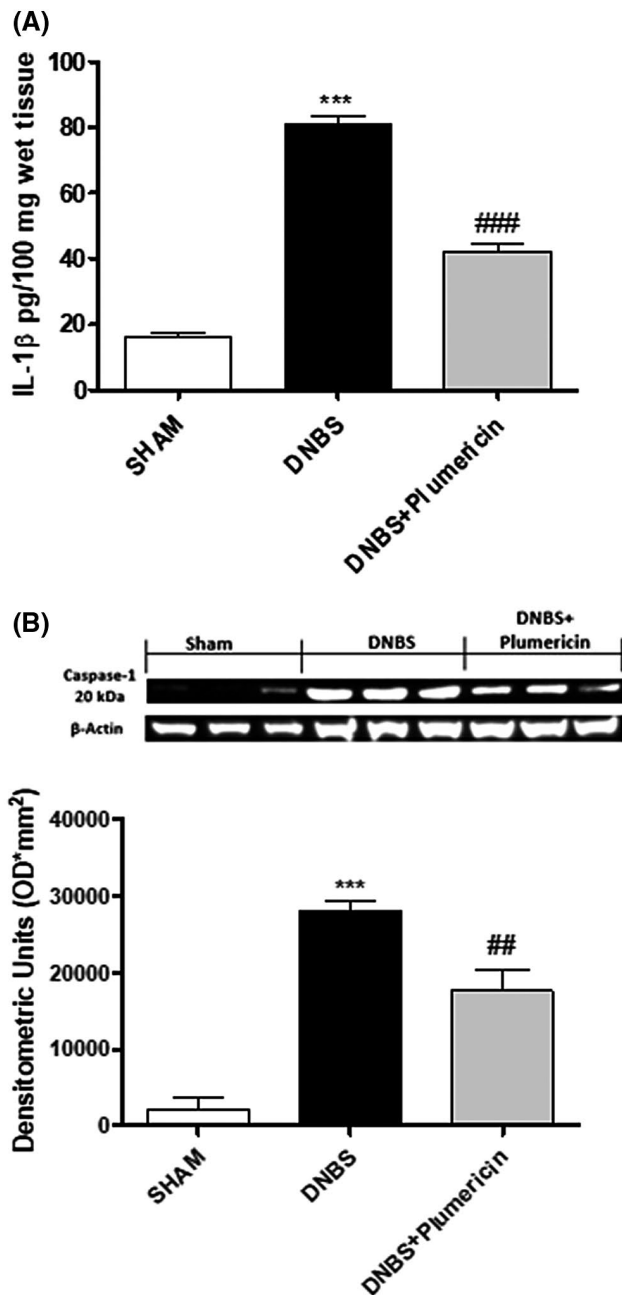 (A)
IL-1β pg/100 mg wet tissue
100
80
60
40
20
0
***
###
SHAM
DNBS
DNBS+Plumericin
(B)
Sham
DNBS
DNBS+
Plumericin
Caspase-1
20 kDa
β-Actin
Densitometric Units (OD*mm²)
40000
30000
20000
10000
0
***
##
SHAM
DNBS
DNBS+Plumericin